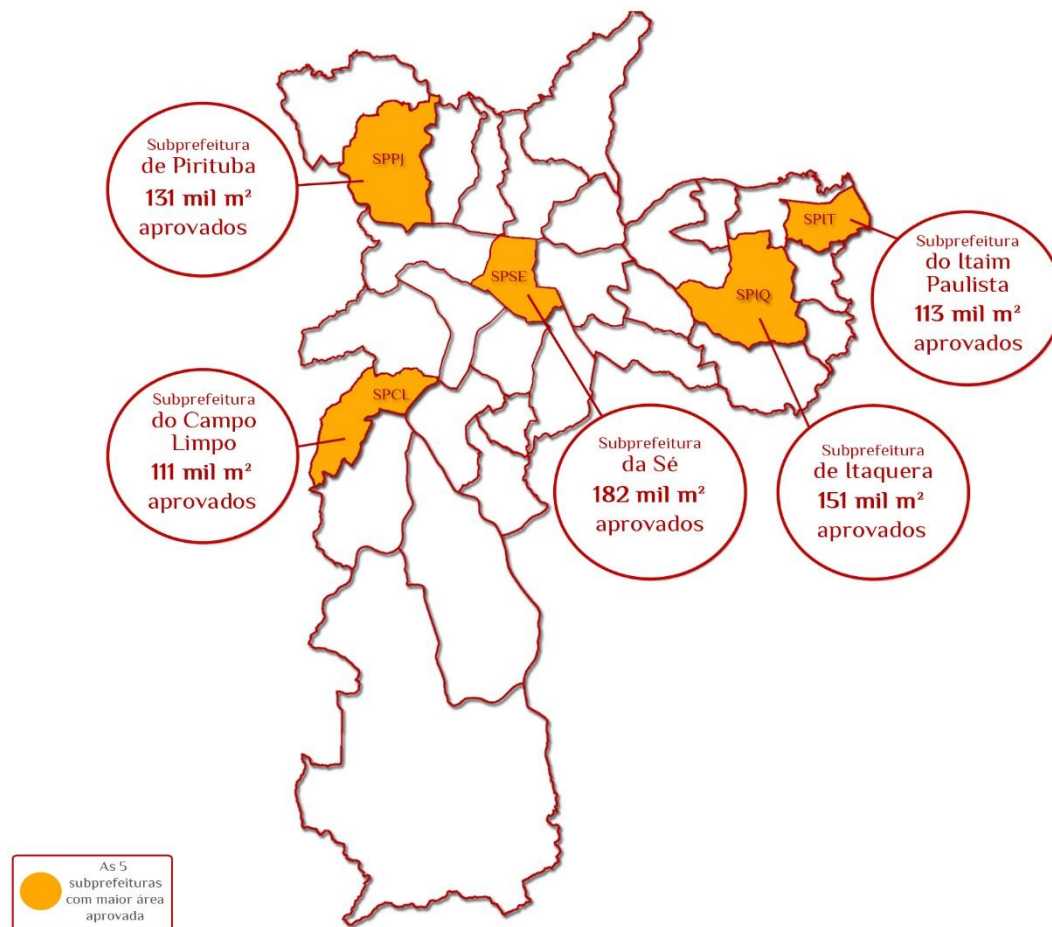 Subprefeitura
de Pirituba
131 mil m²
aprovados
SPPJ
SPIT
Subprefeitura
do Itaim
Paulista
113 mil m²
aprovados
SPSE
SPIQ
Subprefeitura
do Campo
Limpo
111 mil m²
aprovados
SPCL
Subprefeitura
da Sé
182 mil m²
aprovados
Subprefeitura
de Itaquera
151 mil m²
aprovados
As 5
subprefeituras
com maior área
aprovada